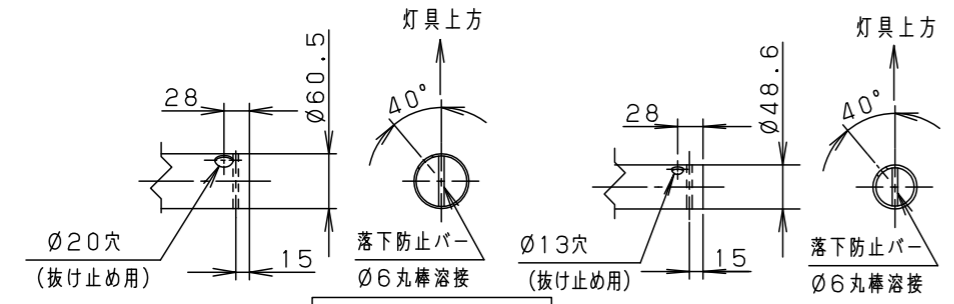 灯具上方
28
Ø60.5
40°
Ø20穴
(抜け止め用)
15
落下防止バー
Ø6丸棒溶接
灯具上方
28
Ø48.6
40°
Ø13穴
(抜け止め用)
15
落下防止バー
Ø6丸棒溶接